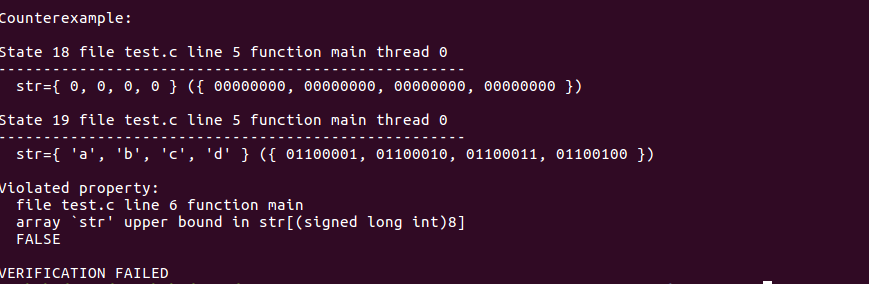 Counterexample:
State 18 file test.c line 5 function main thread 0
----------------------------------------------------
str={ 0, 0, 0, 0 } ({ 00000000, 00000000, 00000000, 00000000 })
State 19 file test.c line 5 function main thread 0
----------------------------------------------------
str={ 'a', 'b', 'c', 'd' } ({ 01100001, 01100010, 01100011, 01100100 })
Violated property:
file test.c line 6 function main
array `str' upper bound in str[(signed long int)8]
FALSE
VERIFICATION FAILED